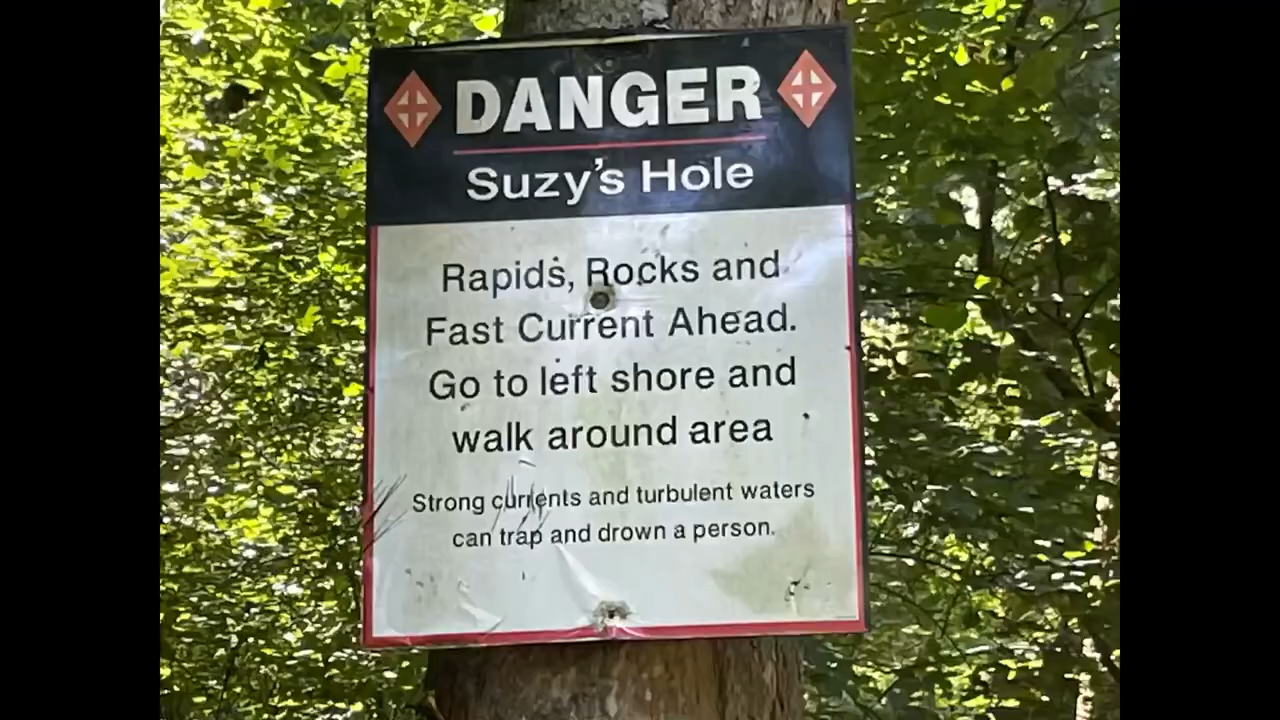 DANGER
Suzy's Hole
Rapids, Rocks and
Fast Current Ahead.
Go to left shore and
walk around area
Strong currents and turbulent waters
can trap and drown a person.